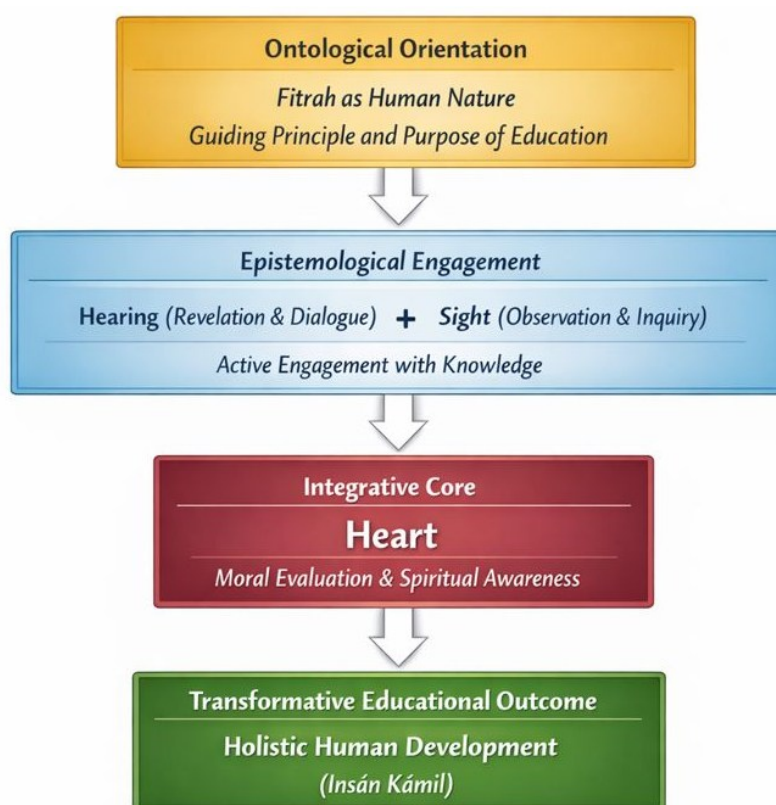 Ontological Orientation
Fitrah as Human Nature
Guiding Principle and Purpose of Education
Epistemological Engagement
Hearing (Revelation & Dialogue) + Sight (Observation & Inquiry)
Active Engagement with Knowledge
Integrative Core
Heart
Moral Evaluation & Spiritual Awareness
Transformative Educational Outcome
Holistic Human Development
(Insán Kámil)